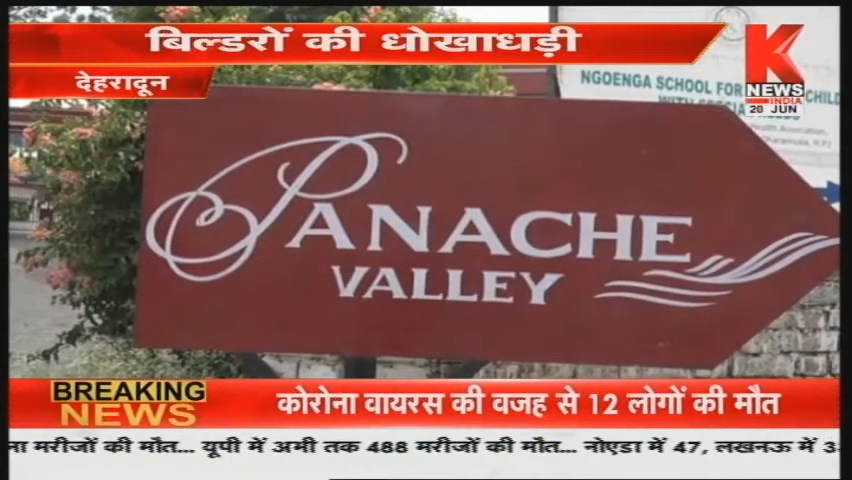 बिल्डरों की धोखाधड़ी
देहरादून
K
NEWS
INDIA
20 JUN
NGOENGA SCHOOL FOR
CHILD
PANACHE
VALLEY
BREAKING
NEWS
कोरोना वायरस की वजह से 12 लोगों की मौत
मरीजों की मौत... यूपी में अभी तक 488 मरीजों की मौत... नोएडा में 47, लखनऊ में